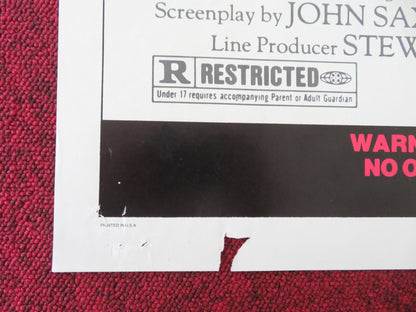 Screenplay by JOHN SAX
Line Producer STEW
R RESTRICTED
Under 17 requires accompanying Parent or Adult Guardian
WARN
NO O
PRINTED IN U.S.A.